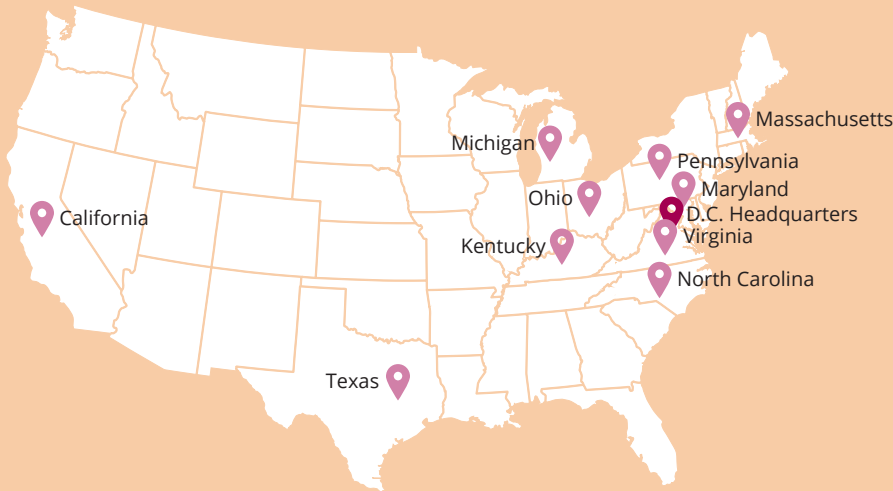 Massachusetts
Michigan
Pennsylvania
Maryland
Ohio
D.C. Headquarters
California
Virginia
Kentucky
North Carolina
Texas